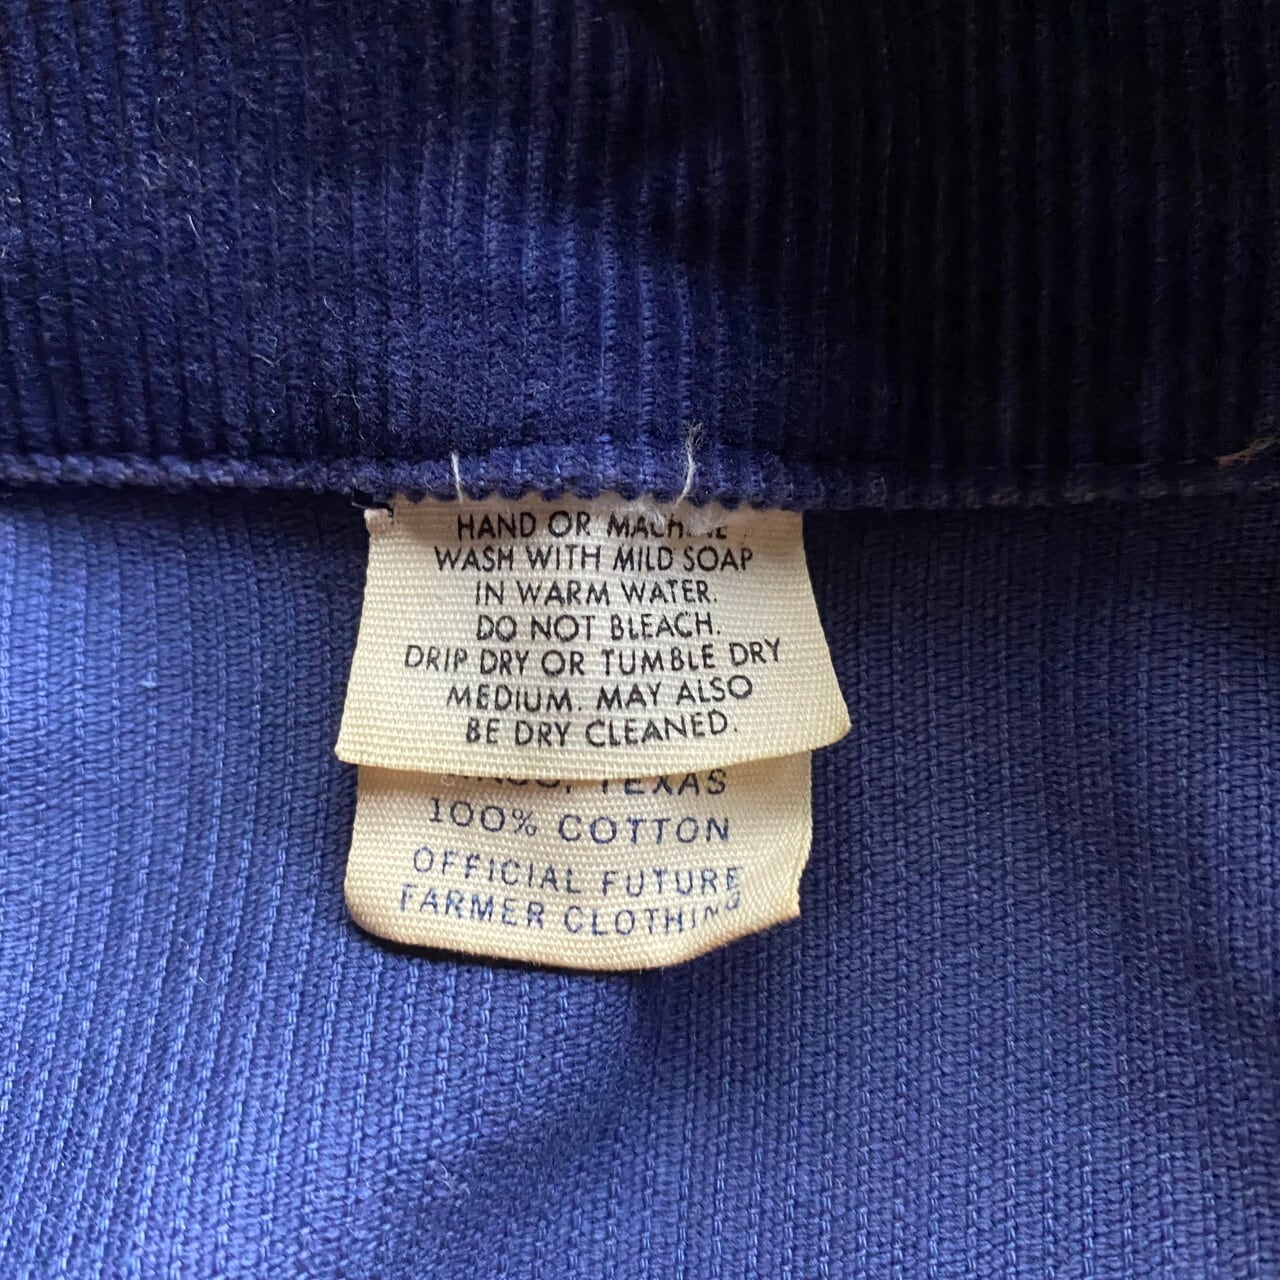 HAND OR MACHINE
WASH WITH MILD SOAP
IN WARM WATER.
DO NOT BLEACH.
DRIP DRY OR TUMBLE DRY
MEDIUM. MAY ALSO
BE DRY CLEANED.
TEXAS
100% COTTON
OFFICIAL FUTURE
FARMER CLOTHING